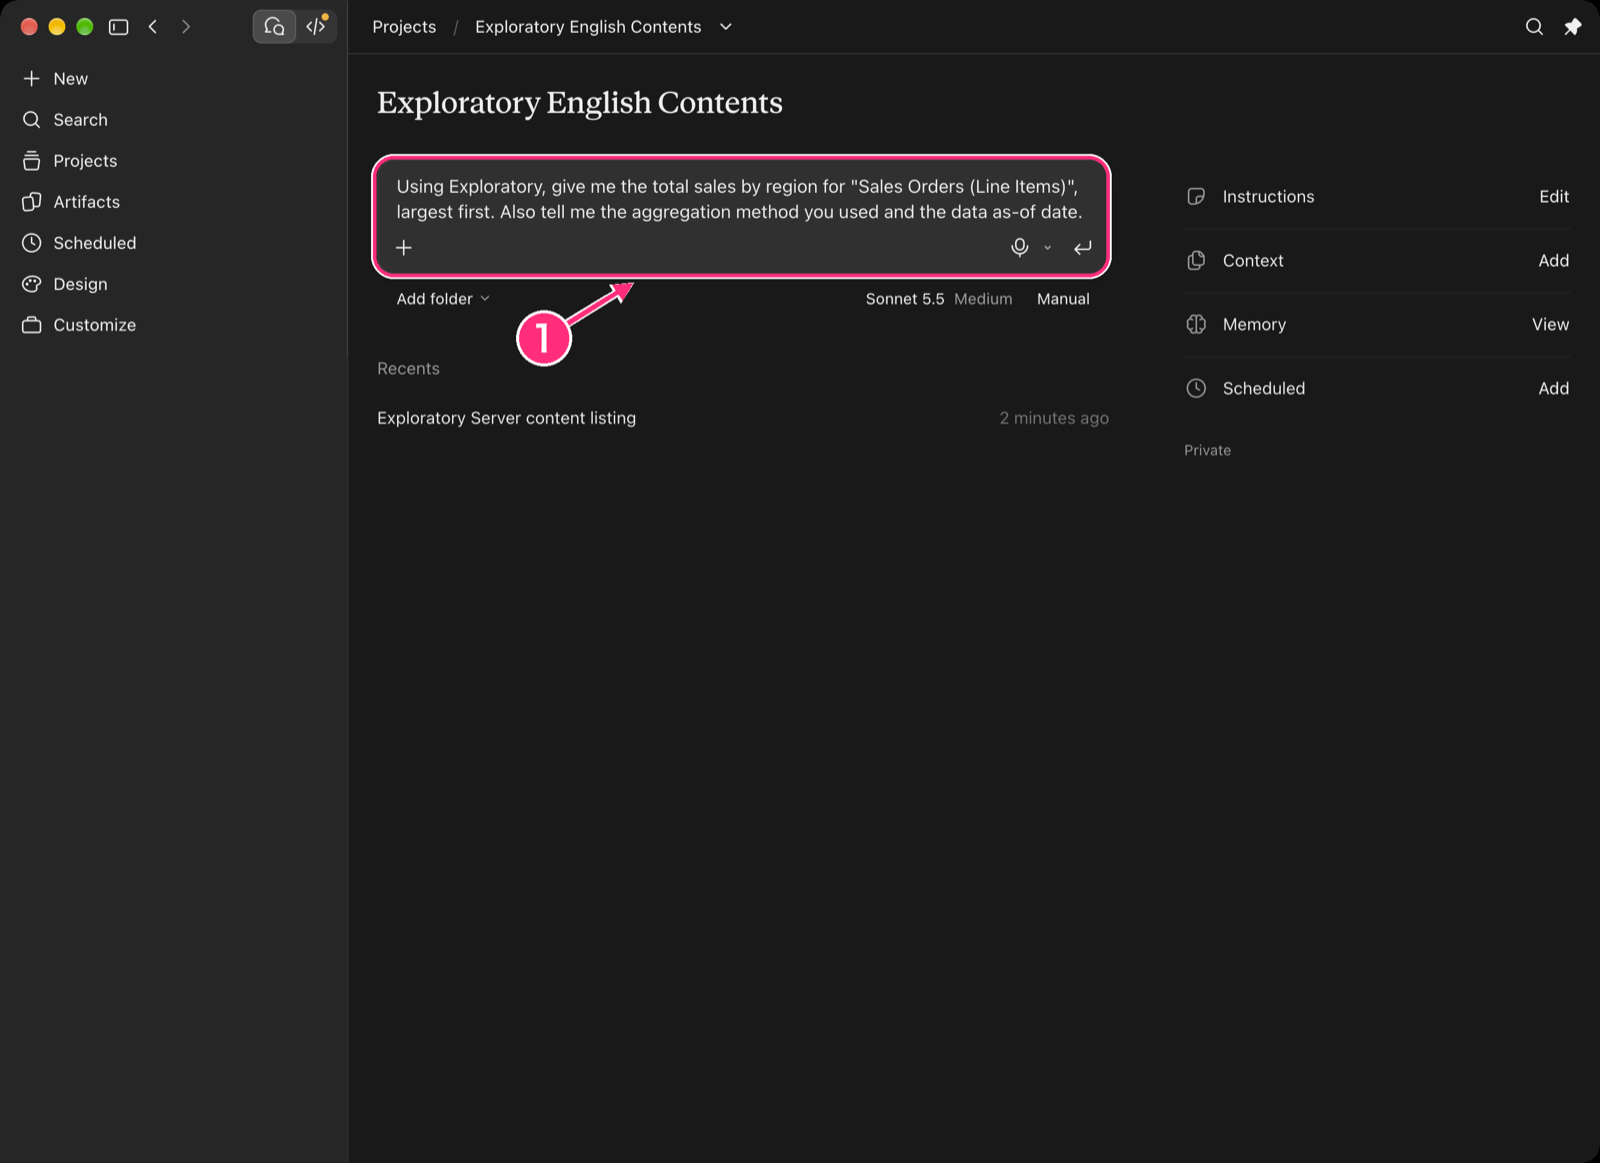 New
Search
Projects
Artifacts
Scheduled
Design
Customize
Projects / Exploratory English Contents
Exploratory English Contents
Using Exploratory, give me the total sales by region for "Sales Orders (Line Items)",
largest first. Also tell me the aggregation method you used and the data as-of date.
Add folder
Sonnet 5.5 Medium Manual
1
Recents
Exploratory Server content listing 2 minutes ago
Instructions Edit
Context Add
Memory View
Scheduled Add
Private